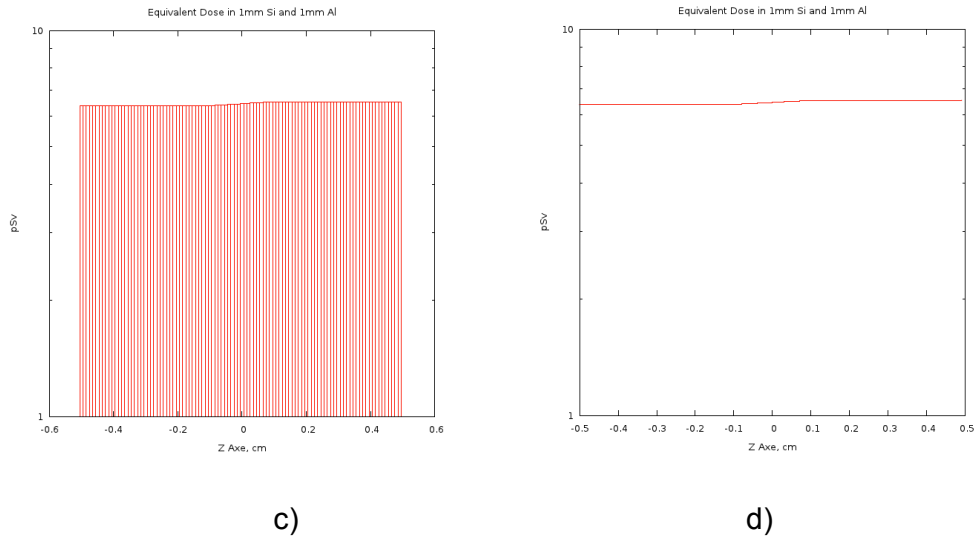 Equivalent Dose in 1mm Si and 1mm Al
10
pSv
1
-0.6 -0.4 -0.2 0 0.2 0.4 0.6
Z Axe, cm
c)
Equivalent Dose in 1mm Si and 1mm Al
10
pSv
1
-0.5 -0.4 -0.3 -0.2 -0.1 0 0.1 0.2 0.3 0.4 0.5
Z Axe, cm
d)